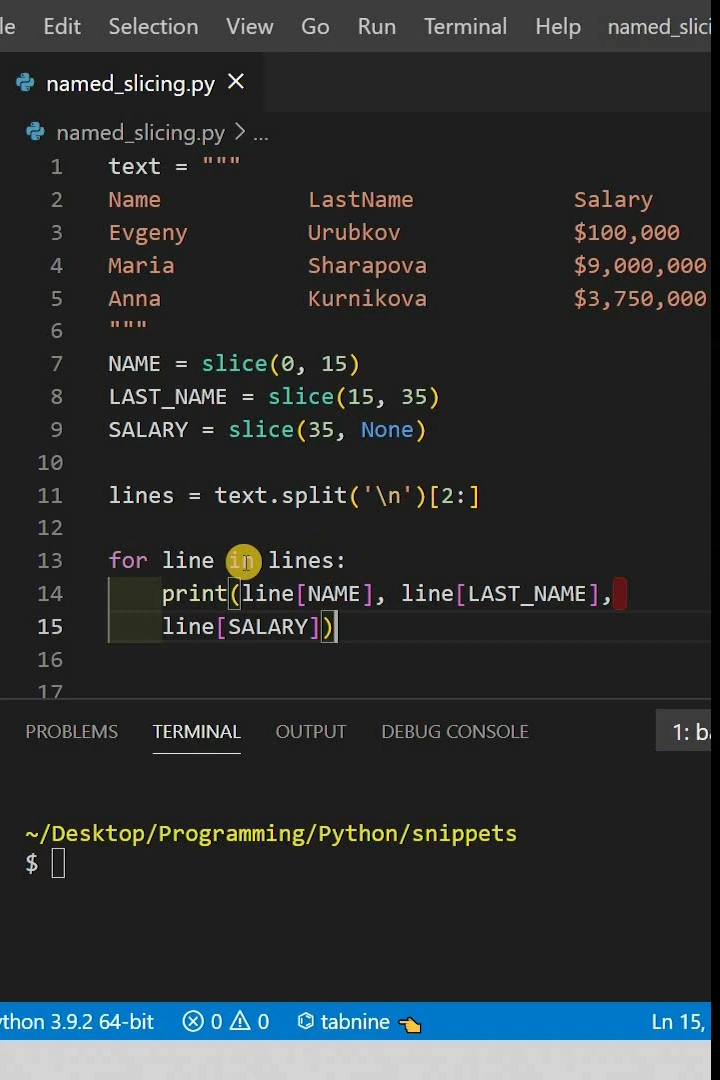 le Edit Selection View Go Run Terminal Help named_slici
named_slicing.py ×
named_slicing.py > ...
1 text = """
2 Name LastName Salary
3 Evgeny Urubkov $100,000
4 Maria Sharapova $9,000,000
5 Anna Kurnikova $3,750,000
6 """
7 NAME = slice(0, 15)
8 LAST_NAME = slice(15, 35)
9 SALARY = slice(35, None)
10
11 lines = text.split('\n')[2:]
12
13 for line in lines:
14 print(line[NAME], line[LAST_NAME],
15 line[SALARY])
16
17
PROBLEMS TERMINAL OUTPUT DEBUG CONSOLE 1: ba
~/Desktop/Programming/Python/snippets
$
ython 3.9.2 64-bit 0 0 tabnine Ln 15,